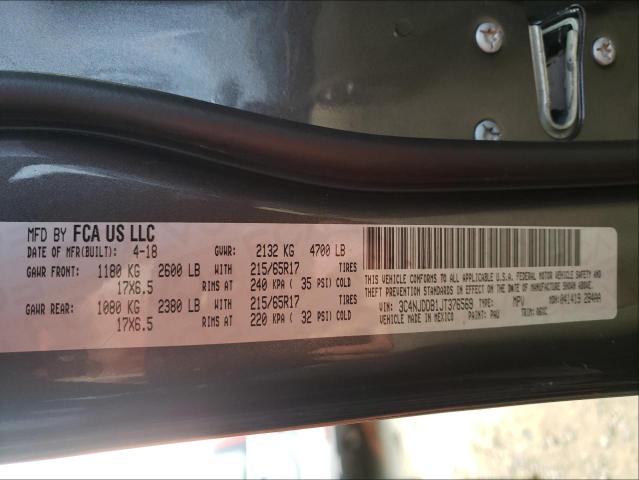 MFD BY FCA US LLC
DATE OF MFR(BUILT): 4-18 GVWR: 2132 KG 4700 LB
GAWR FRONT: 1180 KG 2600 LB WITH 215/65R17 TIRES
17X6.5 RIMS AT 240 KPA ( 35 PSI) COLD
GAWR REAR: 1080 KG 2380 LB WITH 215/65R17 TIRES
17X6.5 RIMS AT 220 KPA ( 32 PSI) COLD
THIS VEHICLE CONFORMS TO ALL APPLICABLE U.S.A. FEDERAL MOTOR VEHICLE SAFETY AND
THEFT PREVENTION STANDARDS IN EFFECT ON THE DATE OF MANUFACTURE SHOWN ABOVE.
VIN: 3C4NJDDB1JT376569 TYPE: MPV MDH: 041419 284AA
VEHICLE MADE IN MEXICO PAINT: PAU TRIM: